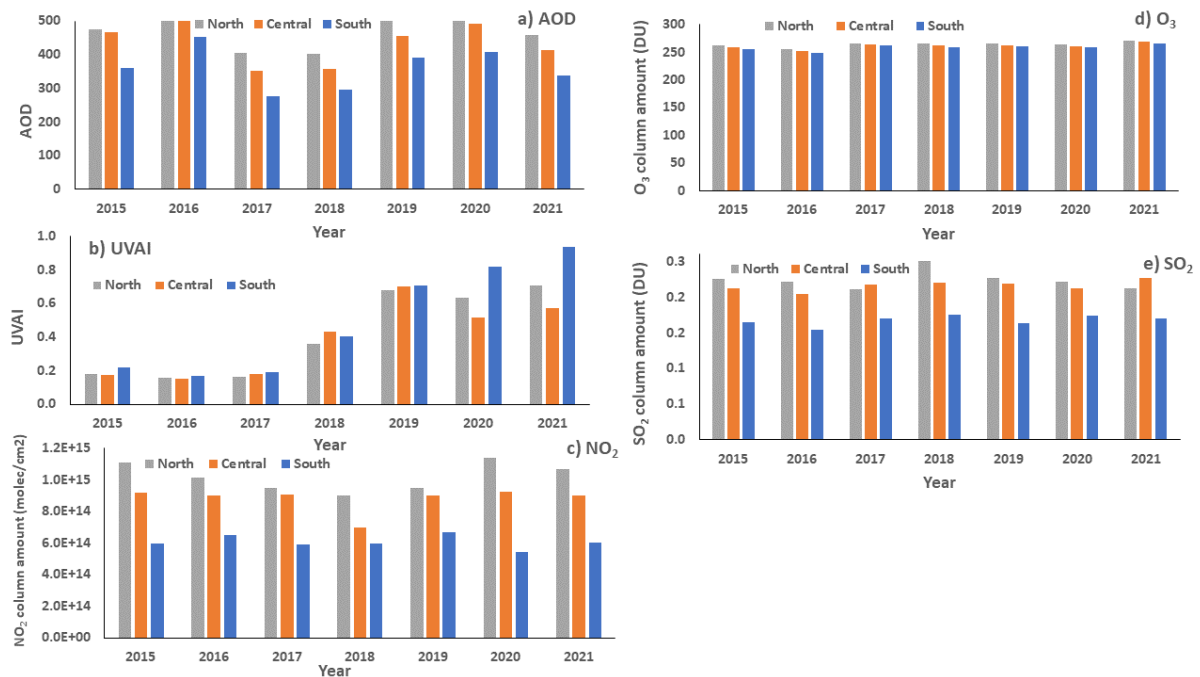 a) AOD
North Central South
500
400
300
200
100
0
AOD
2015 2016 2017 2018 2019 2020 2021
Year
b) UVAI
North Central South
1.0
0.8
0.6
0.4
0.2
0.0
UVAI
2015 2016 2017 2018 2019 2020 2021
Year
c) NO₂
North Central South
1.2E+15
1.0E+15
8.0E+14
6.0E+14
4.0E+14
2.0E+14
0.0E+00
NO₂ column amount (molec/cm2)
2015 2016 2017 2018 2019 2020 2021
Year
d) O₃
North Central South
300
250
200
150
100
50
0
O₃ column amount (DU)
2015 2016 2017 2018 2019 2020 2021
Year
e) SO₂
North Central South
0.3
0.2
0.2
0.1
0.1
0.0
SO₂ column amount (DU)
2015 2016 2017 2018 2019 2020 2021
Year